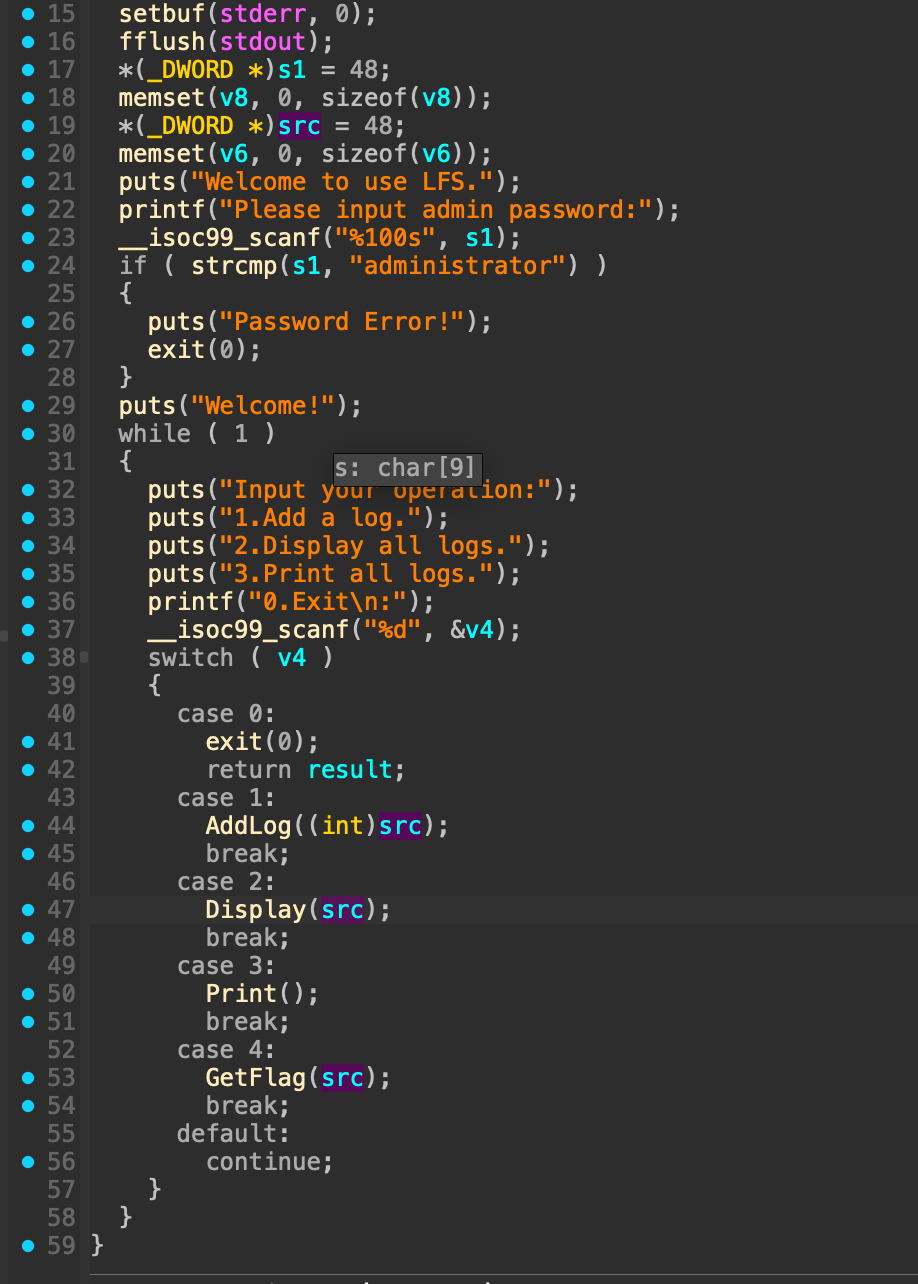 15 setbuf(stderr, 0);
16 fflush(stdout);
17 *(_DWORD *)s1 = 48;
18 memset(v8, 0, sizeof(v8));
19 *(_DWORD *)src = 48;
20 memset(v6, 0, sizeof(v6));
21 puts("Welcome to use LFS.");
22 printf("Please input admin password:");
23 __isoc99_scanf("%100s", s1);
24 if ( strcmp(s1, "administrator") )
25 {
26 puts("Password Error!");
27 exit(0);
28 }
29 puts("Welcome!");
30 while ( 1 )
31 {
s: char[9]
32 puts("Input your operation:");
33 puts("1.Add a log.");
34 puts("2.Display all logs.");
35 puts("3.Print all logs.");
36 printf("0.Exit\n:");
37 __isoc99_scanf("%d", &v4);
38 switch ( v4 )
39 {
40 case 0:
41 exit(0);
42 return result;
43 case 1:
44 AddLog((int)src);
45 break;
46 case 2:
47 Display(src);
48 break;
49 case 3:
50 Print();
51 break;
52 case 4:
53 GetFlag(src);
54 break;
55 default:
56 continue;
57 }
58 }
59 }